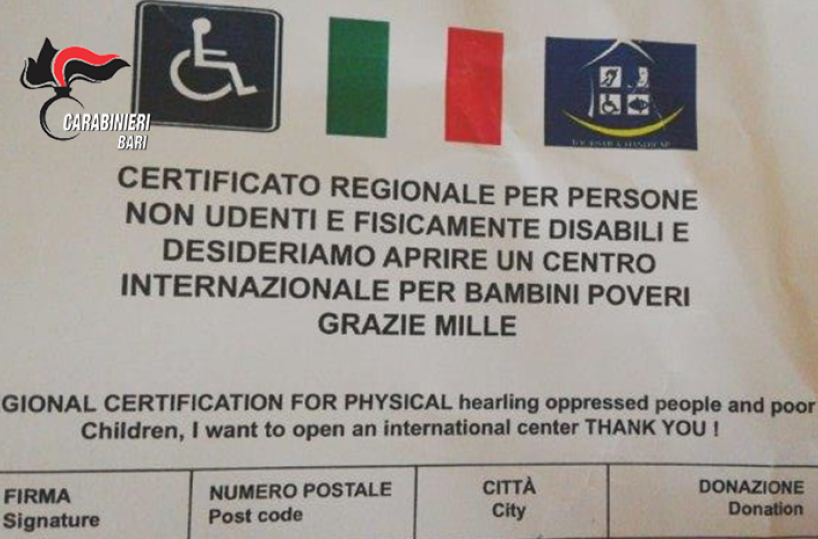 CARABINIERI
BARI
CERTIFICATO REGIONALE PER PERSONE
NON UDENTI E FISICAMENTE DISABILI E
DESIDERIAMO APRIRE UN CENTRO
INTERNAZIONALE PER BAMBINI POVERI
GRAZIE MILLE
GIONAL CERTIFICATION FOR PHYSICAL hearling oppressed people and poor
Children, I want to open an international center THANK YOU !
FIRMA NUMERO POSTALE CITTÀ DONAZIONE
Signature Post code City Donation